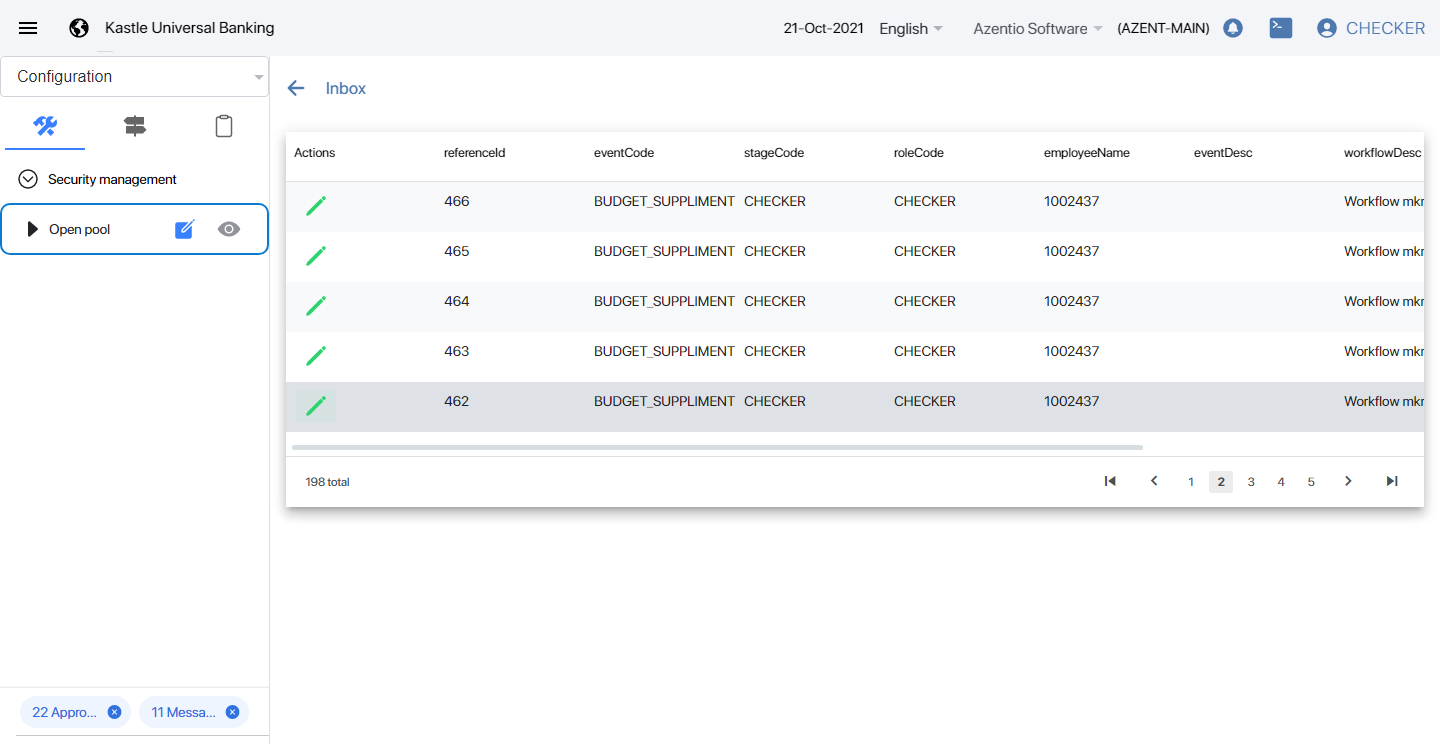 Kastle Universal Banking
21-Oct-2021 English Azentio Software (AZENT-MAIN) CHECKER
Configuration
Security management
Open pool
22 Appro...
11 Messa...
Inbox
Actions referenceId eventCode stageCode roleCode employeeName eventDesc workflowDesc
466 BUDGET_SUPPLIMENT CHECKER CHECKER 1002437 Workflow mkr
465 BUDGET_SUPPLIMENT CHECKER CHECKER 1002437 Workflow mkr
464 BUDGET_SUPPLIMENT CHECKER CHECKER 1002437 Workflow mkr
463 BUDGET_SUPPLIMENT CHECKER CHECKER 1002437 Workflow mkr
462 BUDGET_SUPPLIMENT CHECKER CHECKER 1002437 Workflow mkr
198 total
1 2 3 4 5